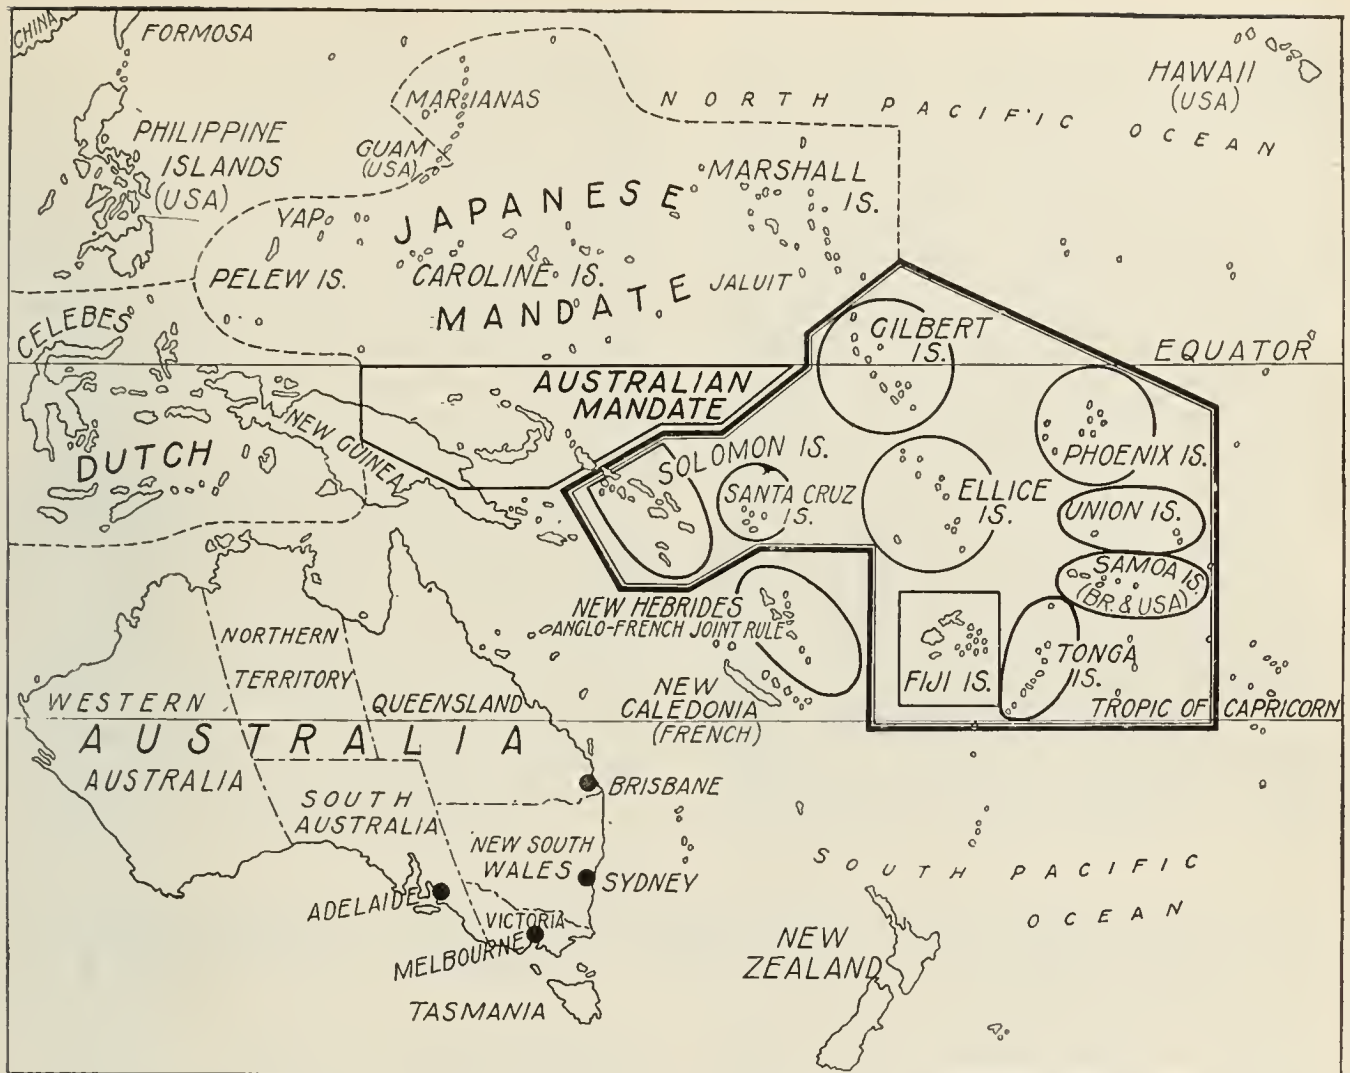 CHINA
FORMOSA
HAWAII
(USA)
MARIANAS
NORTH PACIFIC OCEAN
PHILIPPINE
ISLANDS
(USA)
GUAM
(USA)
MARSHALL
IS.
JAPANESE
YAP
PELEW IS.
CAROLINE IS.
JALUIT
MANDATE
CELEBES
GILBERT
IS.
EQUATOR
AUSTRALIAN
MANDATE
NEW GUINEA
DUTCH
SOLOMON IS.
PHOENIX IS.
SANTA CRUZ
IS.
ELLICE
IS.
UNION IS.
SAMOA IS.
(BR. & USA)
NEW HEBRIDES
ANGLO-FRENCH JOINT RULE
NORTHERN
TERRITORY
FIJI IS.
TONGA
IS.
NEW
CALEDONIA
(FRENCH)
TROPIC OF CAPRICORN
WESTERN
QUEENSLAND
AUSTRALIA
AUSTRALIA
BRISBANE
SOUTH
AUSTRALIA
NEW SOUTH
WALES
SYDNEY
SOUTH PACIFIC
OCEAN
ADELAIDE
VICTORIA
MELBOURNE
NEW
ZEALAND
TASMANIA